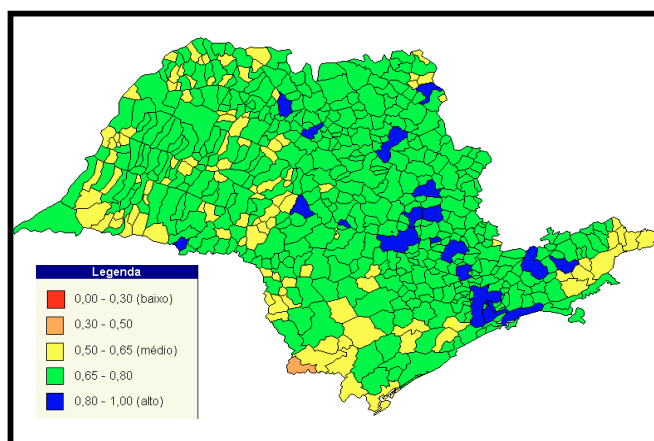 Legenda
0,00 - 0,30 (baixo)
0,30 - 0,50
0,50 - 0,65 (médio)
0,65 - 0,80
0,80 - 1,00 (alto)